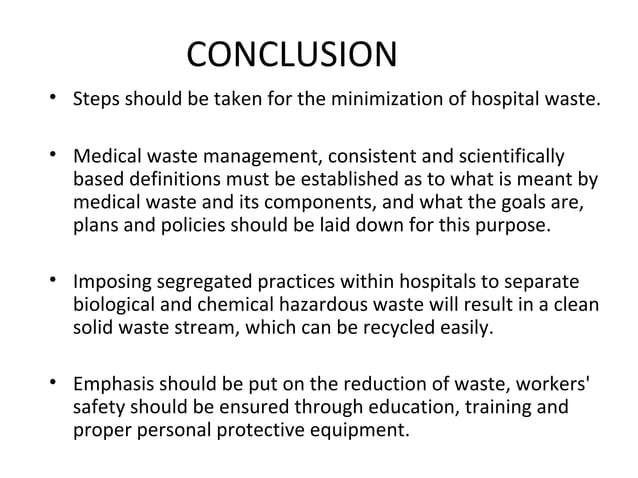 CONCLUSION
• Steps should be taken for the minimization of hospital waste.
• Medical waste management, consistent and scientifically
based definitions must be established as to what is meant by
medical waste and its components, and what the goals are,
plans and policies should be laid down for this purpose.
• Imposing segregated practices within hospitals to separate
biological and chemical hazardous waste will result in a clean
solid waste stream, which can be recycled easily.
• Emphasis should be put on the reduction of waste, workers'
safety should be ensured through education, training and
proper personal protective equipment.